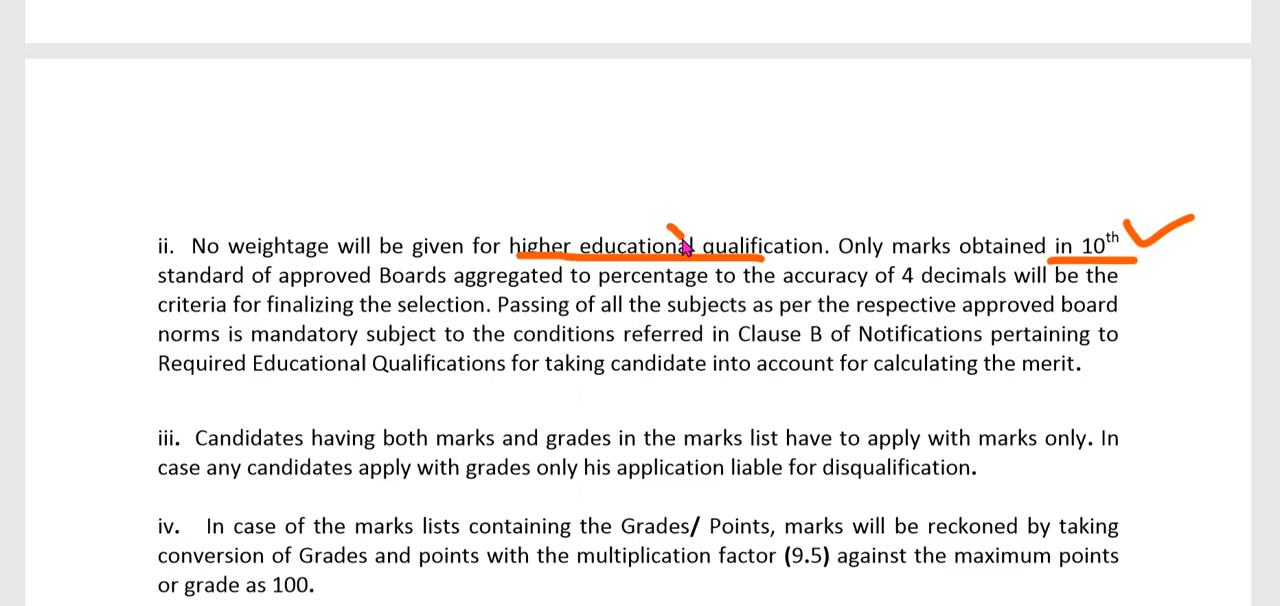 ii. No weightage will be given for higher educational qualification. Only marks obtained in 10th
standard of approved Boards aggregated to percentage to the accuracy of 4 decimals will be the
criteria for finalizing the selection. Passing of all the subjects as per the respective approved board
norms is mandatory subject to the conditions referred in Clause B of Notifications pertaining to
Required Educational Qualifications for taking candidate into account for calculating the merit.
iii. Candidates having both marks and grades in the marks list have to apply with marks only. In
case any candidates apply with grades only his application liable for disqualification.
iv. In case of the marks lists containing the Grades/ Points, marks will be reckoned by taking
conversion of Grades and points with the multiplication factor (9.5) against the maximum points
or grade as 100.